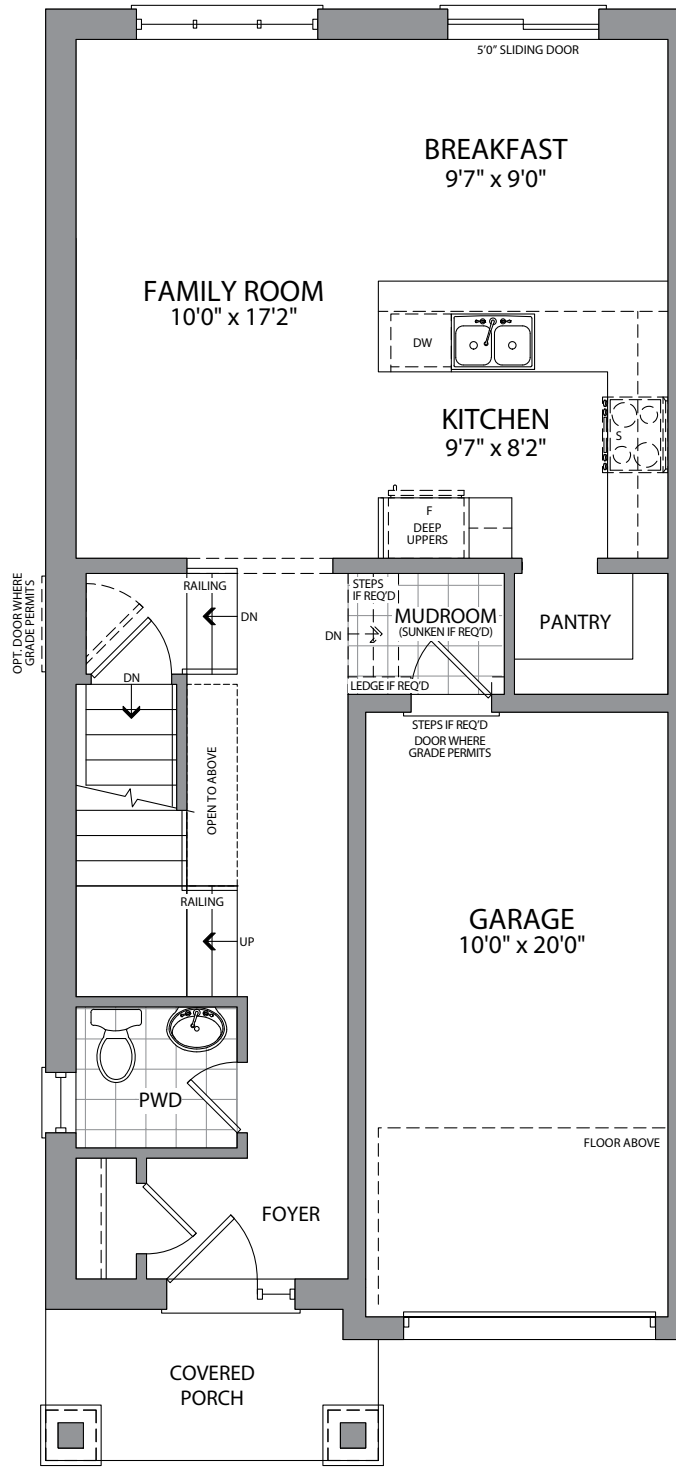 5'0" SLIDING DOOR
BREAKFAST
9'7" x 9'0"
FAMILY ROOM
10'0" x 17'2"
DW
KITCHEN
9'7" x 8'2"
S
F
DEEP
UPPERS
OPT. DOOR WHERE
GRADE PERMITS
RAILING
DN
DN
STEPS
IF REQ'D
MUDROOM
(SUNKEN IF REQ'D)
DN
LEDGE IF REQ'D
PANTRY
STEPS IF REQ'D
DOOR WHERE
GRADE PERMITS
OPEN TO ABOVE
RAILING
UP
GARAGE
10'0" x 20'0"
PWD
FLOOR ABOVE
FOYER
COVERED
PORCH